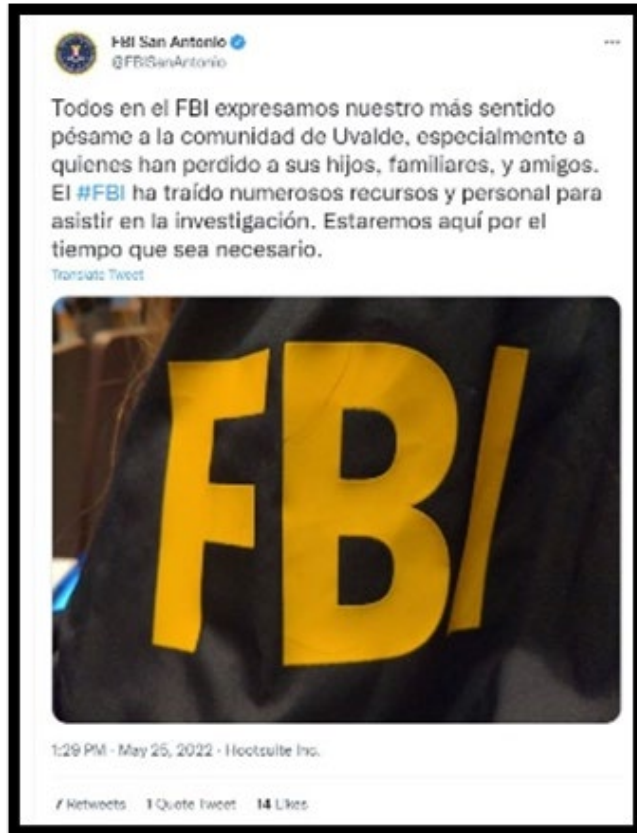 FBI San Antonio
@FBISanAntonio
Todos en el FBI expresamos nuestro más sentido
pésame a la comunidad de Uvalde, especialmente a
quienes han perdido a sus hijos, familiares, y amigos.
El #FBI ha traído numerosos recursos y personal para
asistir en la investigación. Estaremos aquí por el
tiempo que sea necesario.
Translate Tweet
FBI
1:29 PM · May 25, 2022 · Hootsuite Inc.
7 Retweets 1 Quote Tweet 14 Likes